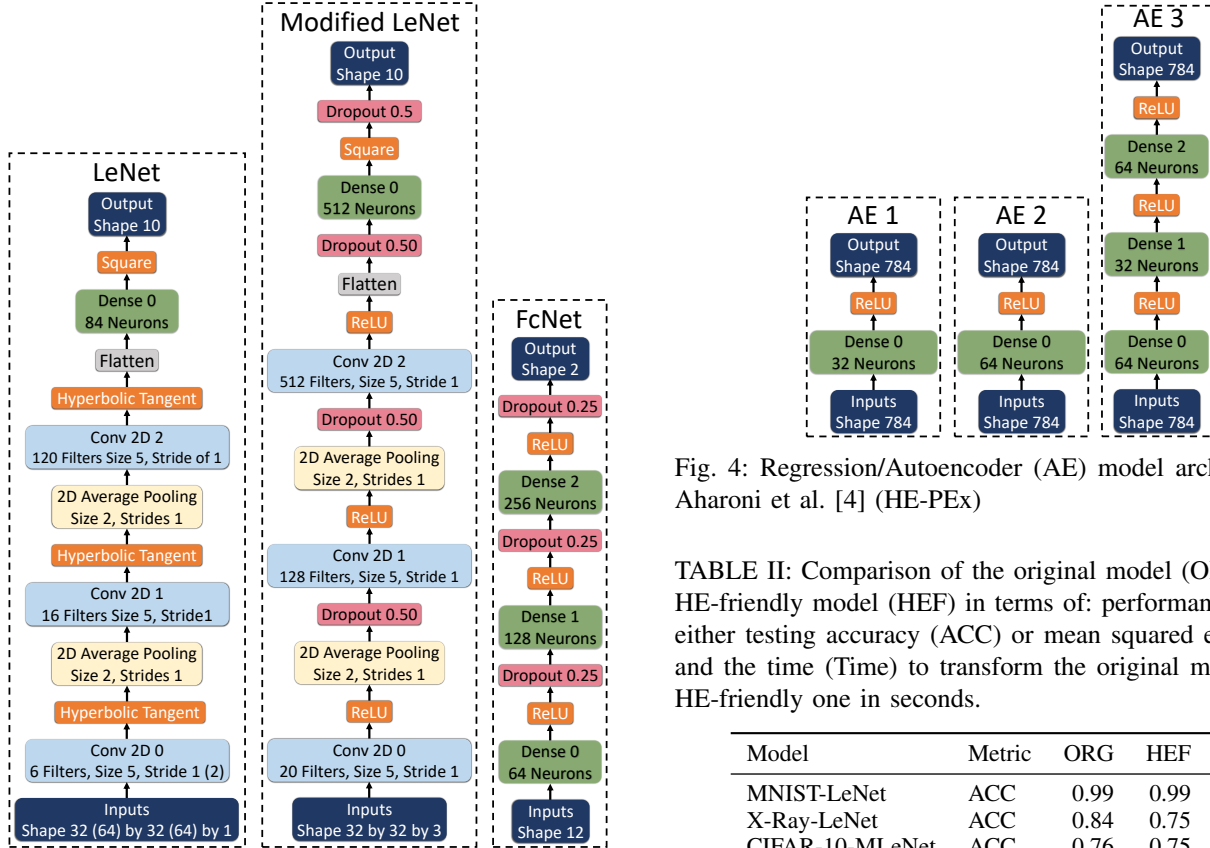 LeNet
Output
Shape 10
Square
Dense 0
84 Neurons
Flatten
Hyperbolic Tangent
Conv 2D 2
120 Filters Size 5, Stride of 1
2D Average Pooling
Size 2, Strides 1
Hyperbolic Tangent
Conv 2D 1
16 Filters Size 5, Stride1
2D Average Pooling
Size 2, Strides 1
Hyperbolic Tangent
Conv 2D 0
6 Filters, Size 5, Stride 1 (2)
Inputs
Shape 32 (64) by 32 (64) by 1
Modified LeNet
Output
Shape 10
Dropout 0.5
Square
Dense 0
512 Neurons
Dropout 0.50
Flatten
ReLU
Conv 2D 2
512 Filters, Size 5, Stride 1
Dropout 0.50
2D Average Pooling
Size 2, Strides 1
ReLU
Conv 2D 1
128 Filters, Size 5, Stride 1
Dropout 0.50
2D Average Pooling
Size 2, Strides 1
ReLU
Conv 2D 0
20 Filters, Size 5, Stride 1
Inputs
Shape 32 by 32 by 3
FcNet
Output
Shape 2
Dropout 0.25
ReLU
Dense 2
256 Neurons
Dropout 0.25
ReLU
Dense 1
128 Neurons
Dropout 0.25
ReLU
Dense 0
64 Neurons
Inputs
Shape 12
AE 1
Output
Shape 784
ReLU
Dense 0
32 Neurons
Inputs
Shape 784
AE 2
Output
Shape 784
ReLU
Dense 0
64 Neurons
Inputs
Shape 784
AE 3
Output
Shape 784
ReLU
Dense 2
64 Neurons
ReLU
Dense 1
32 Neurons
ReLU
Dense 0
64 Neurons
Inputs
Shape 784
Fig. 4: Regression/Autoencoder (AE) model arc
Aharoni et al. [4] (HE-PEx)
TABLE II: Comparison of the original model (O
HE-friendly model (HEF) in terms of: performan
either testing accuracy (ACC) or mean squared e
and the time (Time) to transform the original m
HE-friendly one in seconds.
Model Metric ORG HEF
MNIST-LeNet ACC 0.99 0.99
X-Ray-LeNet ACC 0.84 0.75
CIFAR-10-MLeNet ACC 0.76 0.75